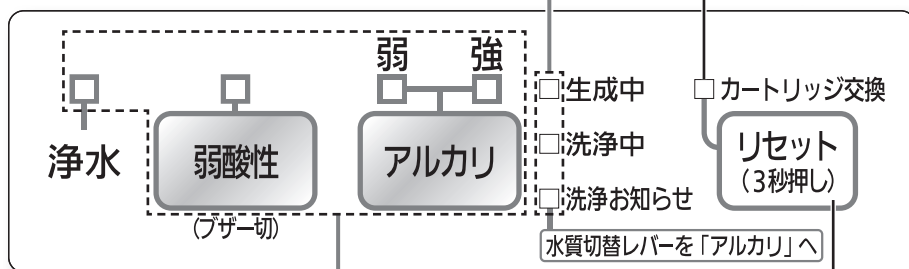 弱 強
浄水
弱酸性
(ブザー切)
アルカリ
生成中
洗浄中
洗浄お知らせ
水質切替レバーを「アルカリ」へ
カートリッジ交換
リセット
(3秒押し)